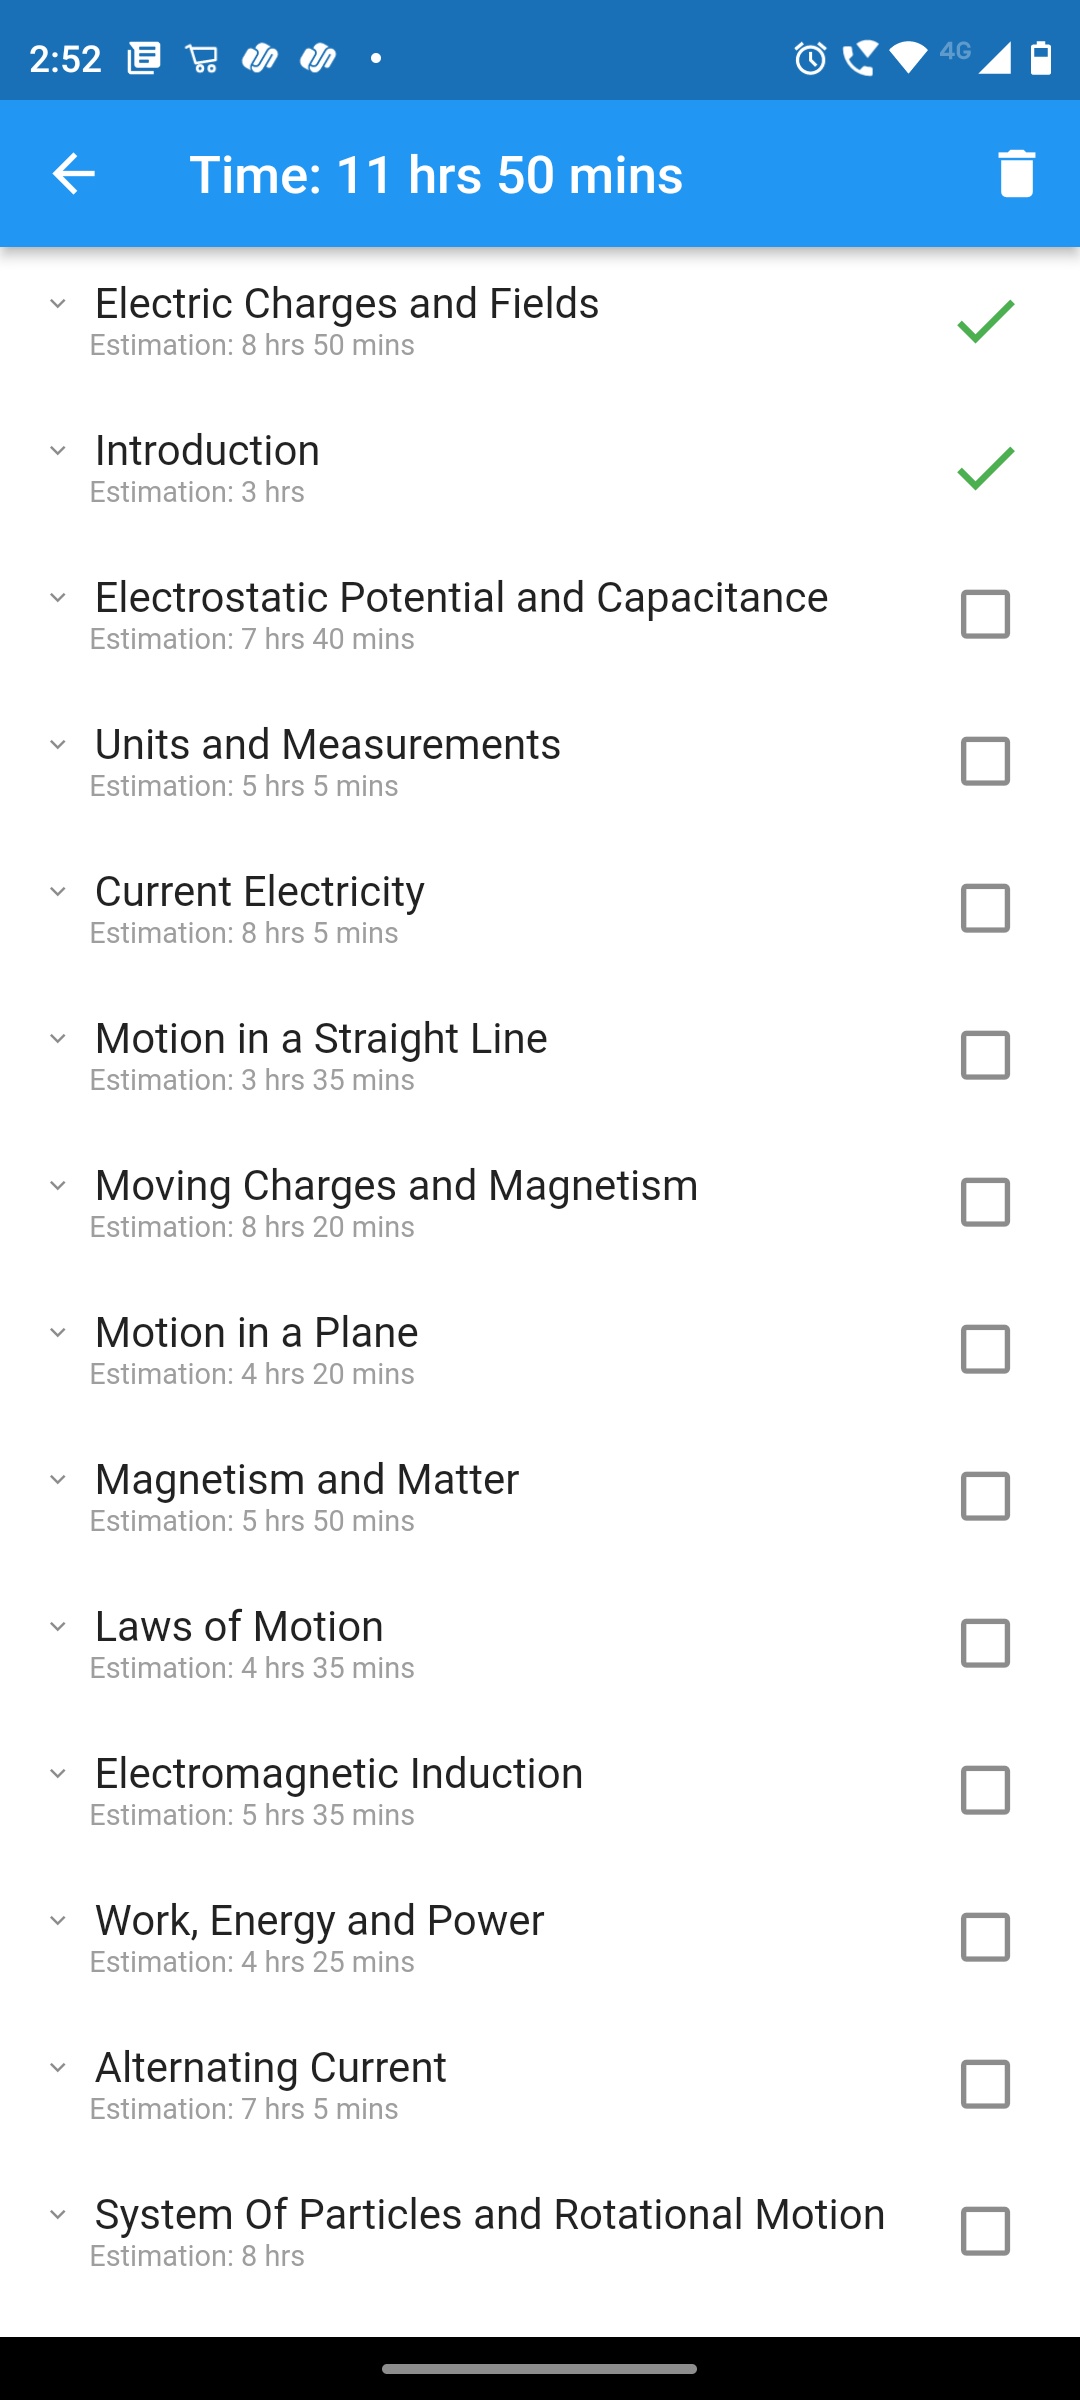 2:52
4G
Time: 11 hrs 50 mins
Electric Charges and Fields
Estimation: 8 hrs 50 mins
Introduction
Estimation: 3 hrs
Electrostatic Potential and Capacitance
Estimation: 7 hrs 40 mins
Units and Measurements
Estimation: 5 hrs 5 mins
Current Electricity
Estimation: 8 hrs 5 mins
Motion in a Straight Line
Estimation: 3 hrs 35 mins
Moving Charges and Magnetism
Estimation: 8 hrs 20 mins
Motion in a Plane
Estimation: 4 hrs 20 mins
Magnetism and Matter
Estimation: 5 hrs 50 mins
Laws of Motion
Estimation: 4 hrs 35 mins
Electromagnetic Induction
Estimation: 5 hrs 35 mins
Work, Energy and Power
Estimation: 4 hrs 25 mins
Alternating Current
Estimation: 7 hrs 5 mins
System Of Particles and Rotational Motion
Estimation: 8 hrs